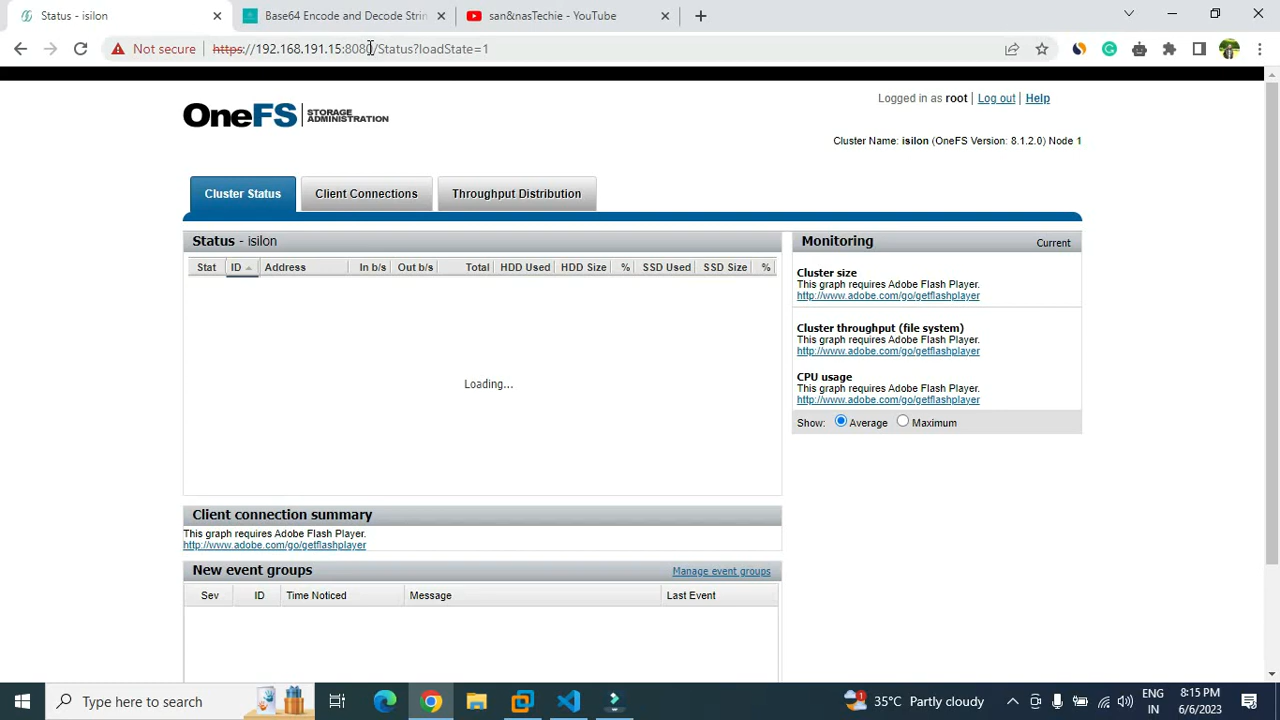 Status - isilon
Base64 Encode and Decode Strin
san&nasTechie - YouTube
Not secure
https://192.168.191.15:8080/Status?loadState=1
Logged in as root | Log out | Help
OneFS STORAGE ADMINISTRATION
Cluster Name: isilon (OneFS Version: 8.1.2.0) Node 1
Cluster Status
Client Connections
Throughput Distribution
Status - isilon
Stat ID Address In b/s Out b/s Total HDD Used HDD Size % SSD Used SSD Size %
Loading...
Monitoring
Current
Cluster size
This graph requires Adobe Flash Player.
http://www.adobe.com/go/getflashplayer
Cluster throughput (file system)
This graph requires Adobe Flash Player.
http://www.adobe.com/go/getflashplayer
CPU usage
This graph requires Adobe Flash Player.
http://www.adobe.com/go/getflashplayer
Show: Average Maximum
Client connection summary
This graph requires Adobe Flash Player.
http://www.adobe.com/go/getflashplayer
New event groups
Manage event groups
Sev ID Time Noticed Message Last Event
Type here to search
1
35°C Partly cloudy
ENG
IN
8:15 PM
6/6/2023